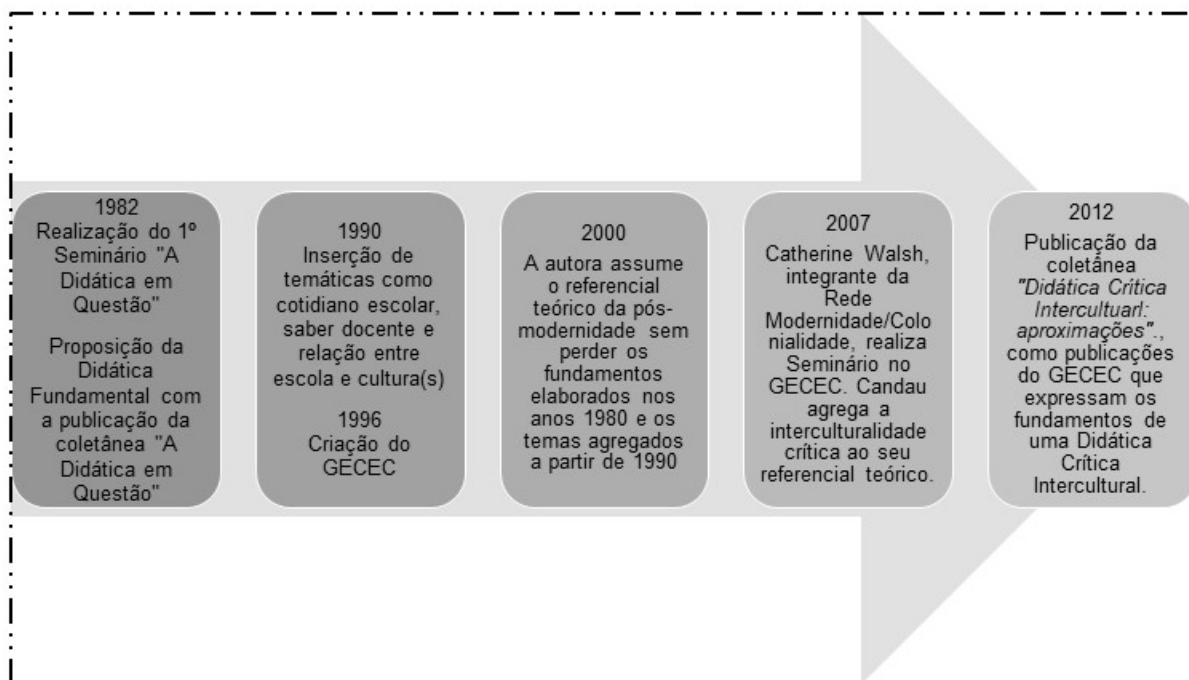 1982
Realização do 1º
Seminário "A
Didática em
Questão"
Proposição da
Didática
Fundamental com
a publicação da
coletânea "A
Didática em
Questão"
1990
Inserção de
temáticas como
cotidiano escolar,
saber docente e
relação entre
escola e cultura(s)
1996
Criação do
GECEC
2000
A autora assume
o referencial
teórico da pós-
modernidade sem
perder os
fundamentos
elaborados nos
anos 1980 e os
temas agregados
a partir de 1990
2007
Catherine Walsh,
integrante da
Rede
Modernidade/Colo
nialidade, realiza
Seminário no
GECEC. Candau
agrega a
interculturalidade
crítica ao seu
referencial teórico.
2012
Publicação da
coletânea
"Didática Crítica
Intercultuarl:
aproximações".,
como publicações
do GECEC que
expressam os
fundamentos de
uma Didática
Crítica
Intercultural.